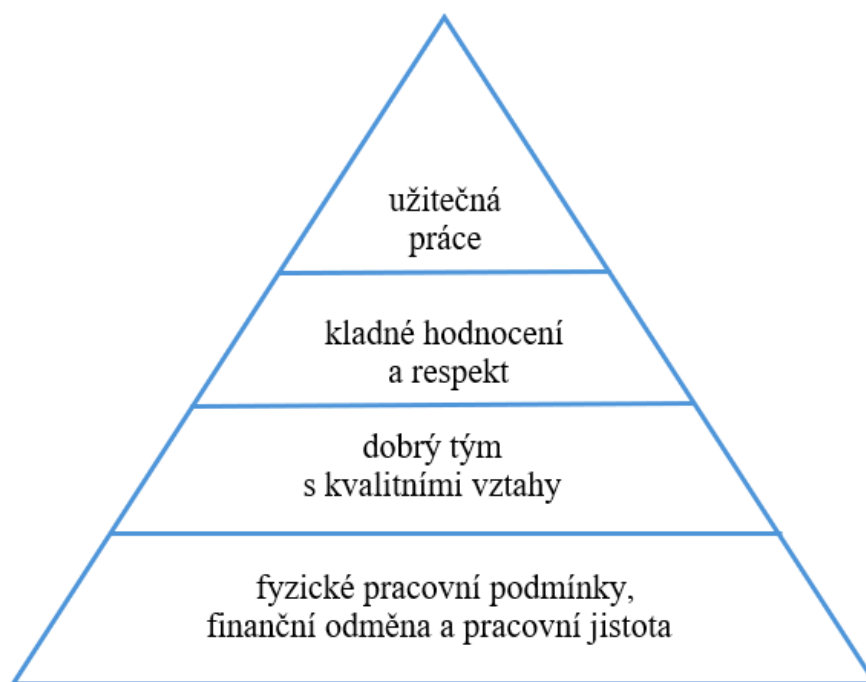 užitečná
práce
kladné hodnocení
a respekt
dobrý tým
s kvalitními vztahy
fyzické pracovní podmínky,
finanční odměna a pracovní jistota